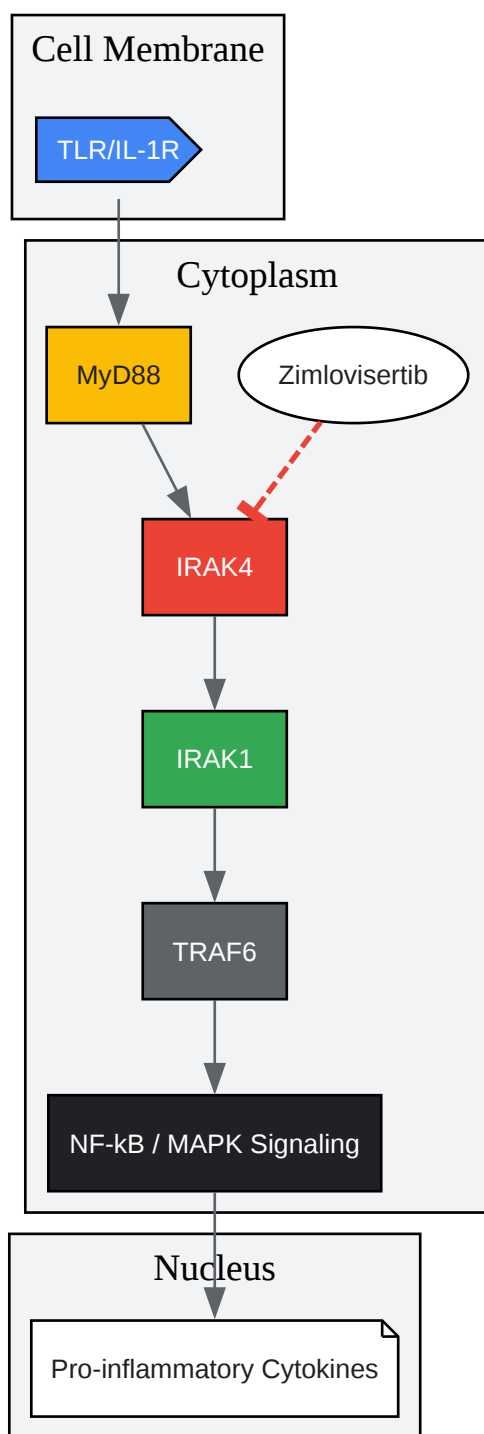 Cell Membrane
TLR/IL-1R
Cytoplasm
MyD88
Zimlovisertib
IRAK4
IRAK1
TRAF6
NF-kB / MAPK Signaling
Nucleus
Pro-inflammatory Cytokines